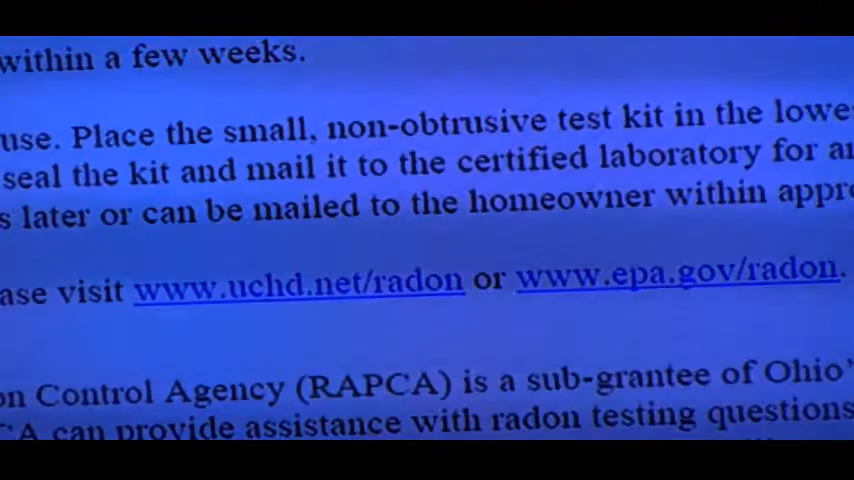 within a few weeks.
use. Place the small, non-obtrusive test kit in the lowe
seal the kit and mail it to the certified laboratory for an
s later or can be mailed to the homeowner within appro
ase visit www.uchd.net/radon or www.epa.gov/radon.
on Control Agency (RAPCA) is a sub-grantee of Ohio'
CA can provide assistance with radon testing questions